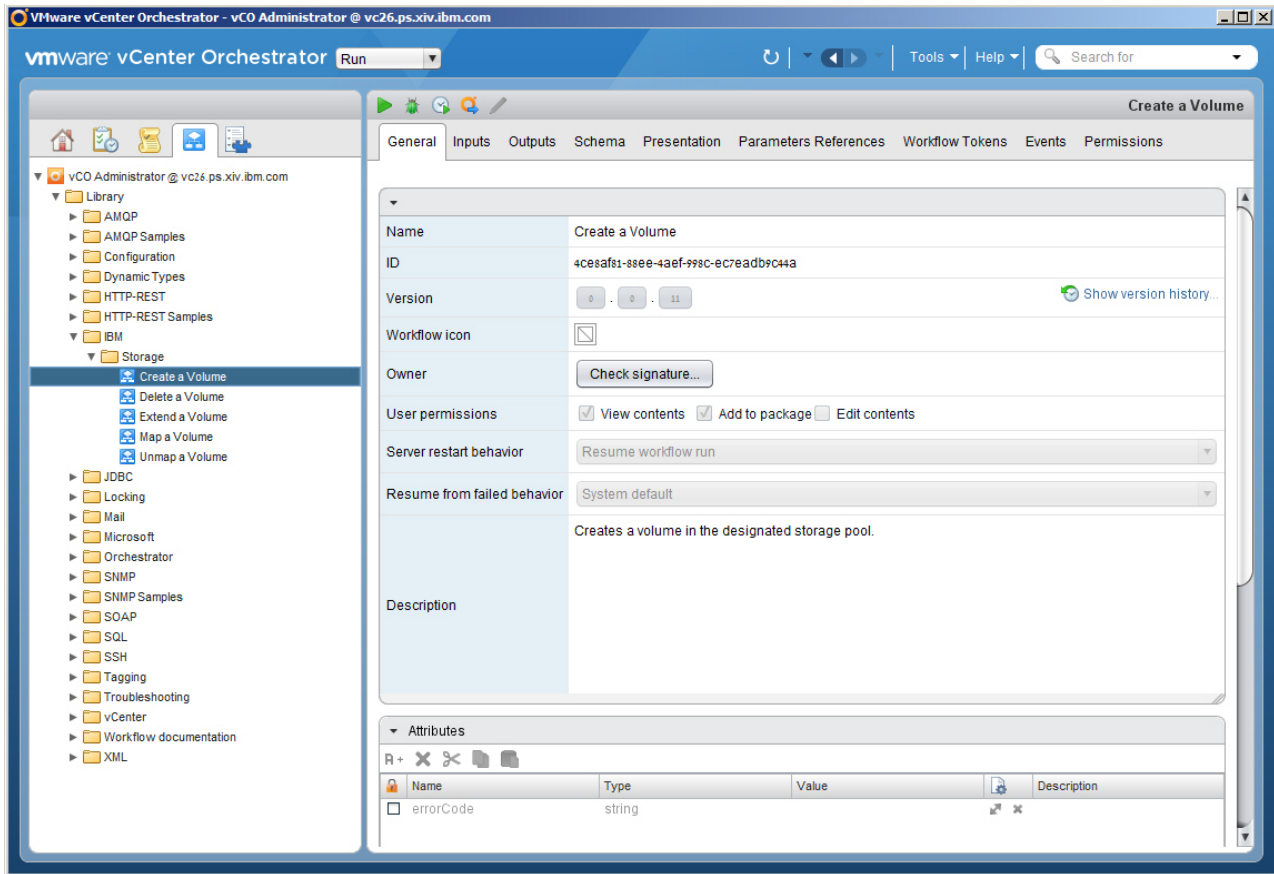 VMware vCenter Orchestrator - vCO Administrator @ vc26.ps.xiv.ibm.com
vmware vCenter Orchestrator Run
Tools Help Search for
Create a Volume
General Inputs Outputs Schema Presentation Parameters References Workflow Tokens Events Permissions
vCO Administrator @ vc26.ps.xiv.ibm.com
Library
AMQP
AMQP Samples
Configuration
Dynamic Types
HTTP-REST
HTTP-REST Samples
IBM
Storage
Create a Volume
Delete a Volume
Extend a Volume
Map a Volume
Unmap a Volume
JDBC
Locking
Mail
Microsoft
Orchestrator
SNMP
SNMP Samples
SOAP
SQL
SSH
Tagging
Troubleshooting
vCenter
Workflow documentation
XML
Name Create a Volume
ID 4ce8af81-88ee-4aef-998c-ec7eadb9c44a
Version 0 . 0 . 11 Show version history...
Workflow icon
Owner Check signature...
User permissions View contents Add to package Edit contents
Server restart behavior Resume workflow run
Resume from failed behavior System default
Description Creates a volume in the designated storage pool.
Attributes
A+
Name Type Value Description
errorCode string